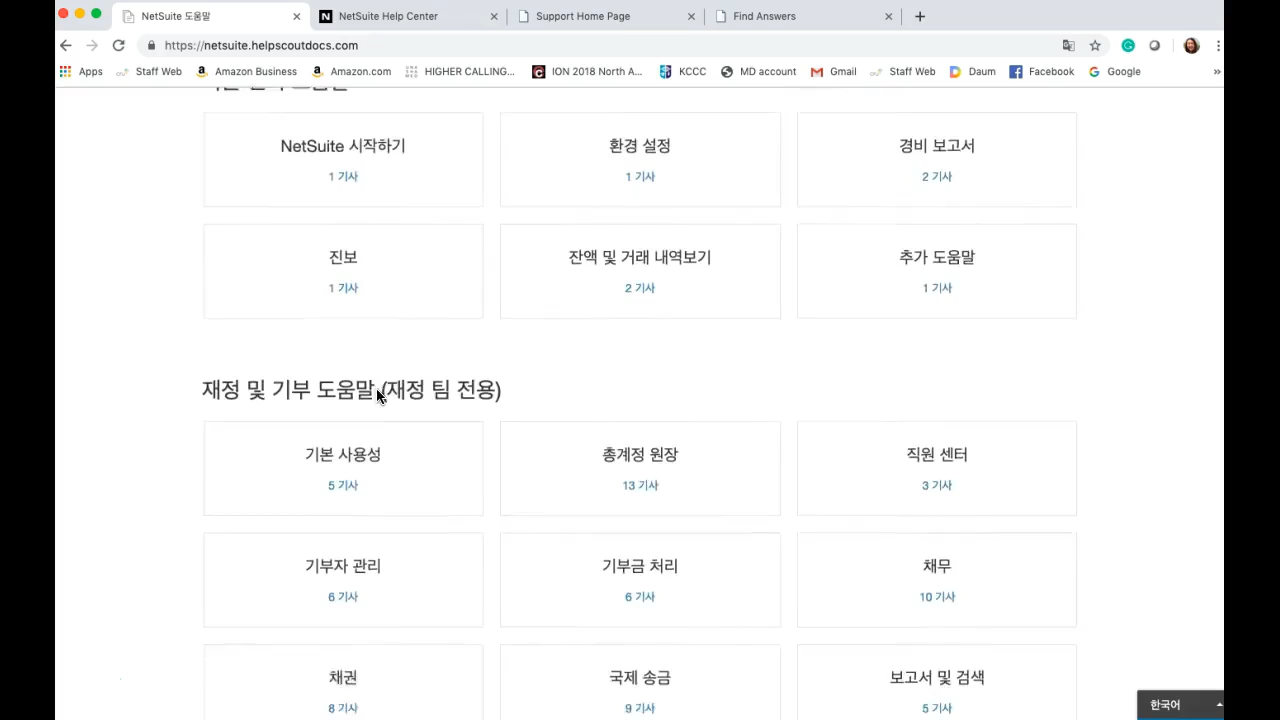 NetSuite 도움말
NetSuite Help Center
Support Home Page
Find Answers
https://netsuite.helpscoutdocs.com
Apps
Staff Web
Amazon Business
Amazon.com
HIGHER CALLING...
ION 2018 North A...
KCCC
MD account
Gmail
Staff Web
Daum
Facebook
Google
NetSuite 시작하기
1 기사
환경 설정
1 기사
경비 보고서
2 기사
진보
1 기사
잔액 및 거래 내역보기
2 기사
추가 도움말
1 기사
재정 및 기부 도움말 (재정 팀 전용)
기본 사용성
5 기사
총계정 원장
13 기사
직원 센터
3 기사
기부자 관리
6 기사
기부금 처리
6 기사
채무
10 기사
채권
8 기사
국제 송금
9 기사
보고서 및 검색
5 기사
한국어